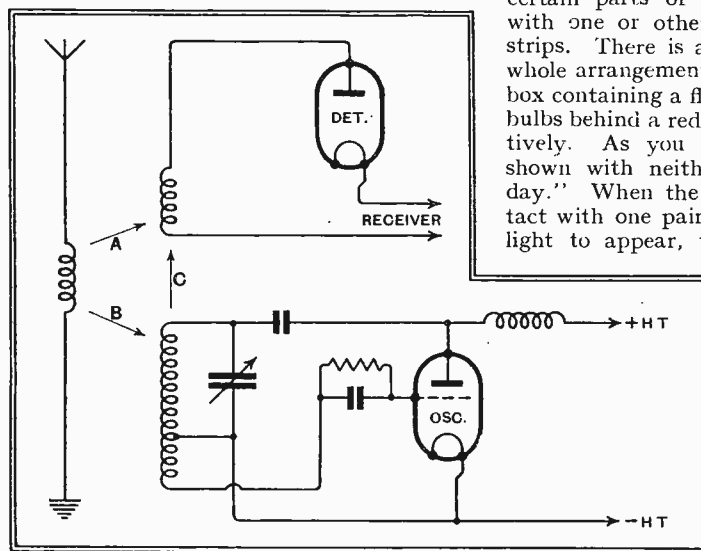 certain parts of
with one or other
strips. There is a
whole arrangement
box containing a fl
bulbs behind a red
tively. As you
shown with neith
day." When the
tact with one pair
light to appear, t
DET.
RECEIVER
A
B
C
+HT
OSC.
-HT